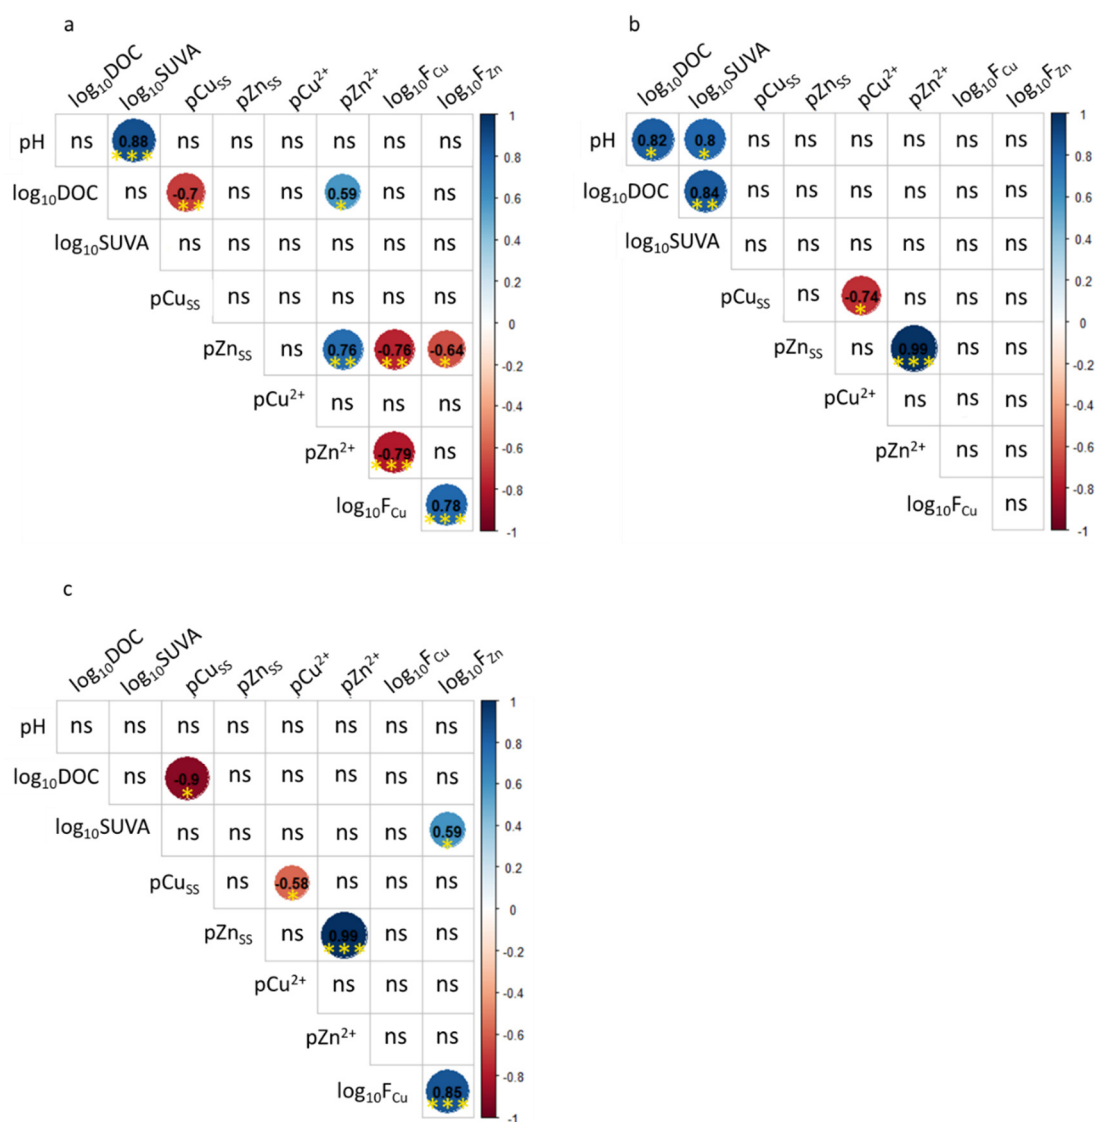 a
log₁₀DOC log₁₀SUVA pCuSS pZnSS pCu²⁺ pZn²⁺ log₁₀FCu log₁₀FZn
pH ns 0.88 *** ns ns ns ns ns ns
log₁₀DOC ns -0.7 ** ns ns 0.59 * ns ns
log₁₀SUVA ns ns ns ns ns ns
pCuSS ns ns ns ns ns
pZnSS ns 0.76 ** -0.76 ** -0.64 *
pCu²⁺ ns ns ns
pZn²⁺ -0.79 *** ns
log₁₀FCu 0.78 ***
1
0.8
0.6
0.4
0.2
0
-0.2
-0.4
-0.6
-0.8
-1
b
log₁₀DOC log₁₀SUVA pCuSS pZnSS pCu²⁺ pZn²⁺ log₁₀FCu log₁₀FZn
pH 0.82 * 0.8 * ns ns ns ns ns ns
log₁₀DOC 0.84 ** ns ns ns ns ns ns
log₁₀SUVA ns ns ns ns ns ns
pCuSS ns -0.74 * ns ns ns
pZnSS ns 0.99 *** ns ns
pCu²⁺ ns ns ns
pZn²⁺ ns ns
log₁₀FCu ns
1
0.8
0.6
0.4
0.2
0
-0.2
-0.4
-0.6
-0.8
-1
c
log₁₀DOC log₁₀SUVA pCuSS pZnSS pCu²⁺ pZn²⁺ log₁₀FCu log₁₀FZn
pH ns ns ns ns ns ns ns ns
log₁₀DOC ns -0.9 * ns ns ns ns ns
log₁₀SUVA ns ns ns ns ns 0.59 *
pCuSS ns -0.58 * ns ns ns
pZnSS ns 0.99 *** ns ns
pCu²⁺ ns ns ns
pZn²⁺ ns ns
log₁₀FCu 0.85 ***
1
0.8
0.6
0.4
0.2
0
-0.2
-0.4
-0.6
-0.8
-1